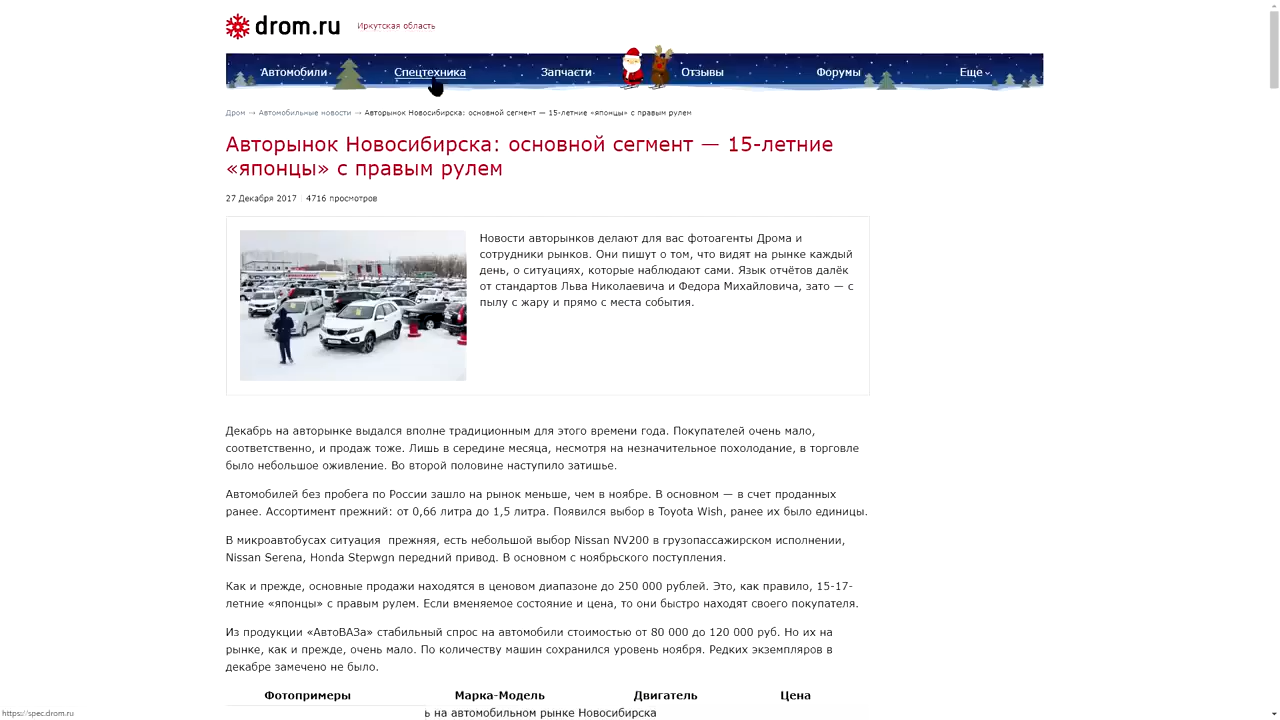 drom.ru
Иркутская область
Автомобили
Спецтехника
Запчасти
Отзывы
Форумы
Еще
Дром → Автомобильные новости → Авторынок Новосибирска: основной сегмент — 15-летние «японцы» с правым рулем
Авторынок Новосибирска: основной сегмент — 15-летние
«японцы» с правым рулем
27 Декабря 2017 | 4716 просмотров
Новости авторынков делают для вас фотоагенты Дрома и
сотрудники рынков. Они пишут о том, что видят на рынке каждый
день, о ситуациях, которые наблюдают сами. Язык отчётов далёк
от стандартов Льва Николаевича и Федора Михайловича, зато — с
пылу с жару и прямо с места события.
Декабрь на авторынке выдался вполне традиционным для этого времени года. Покупателей очень мало,
соответственно, и продаж тоже. Лишь в середине месяца, несмотря на незначительное похолодание, в торговле
было небольшое оживление. Во второй половине наступило затишье.
Автомобилей без пробега по России зашло на рынок меньше, чем в ноябре. В основном — в счет проданных
ранее. Ассортимент прежний: от 0,66 литра до 1,5 литра. Появился выбор в Toyota Wish, ранее их было единицы.
В микроавтобусах ситуация прежняя, есть небольшой выбор Nissan NV200 в грузопассажирском исполнении,
Nissan Serena, Honda Stepwgn передний привод. В основном с ноябрьского поступления.
Как и прежде, основные продажи находятся в ценовом диапазоне до 250 000 рублей. Это, как правило, 15-17-
летние «японцы» с правым рулем. Если вменяемое состояние и цена, то они быстро находят своего покупателя.
Из продукции «АвтоВАЗа» стабильный спрос на автомобили стоимостью от 80 000 до 120 000 руб. Но их на
рынке, как и прежде, очень мало. По количеству машин сохранился уровень ноября. Редких экземпляров в
декабре замечено не было.
Фотопримеры
Марка-Модель
Двигатель
Цена
ь на автомобильном рынке Новосибирска
https://spec.drom.ru